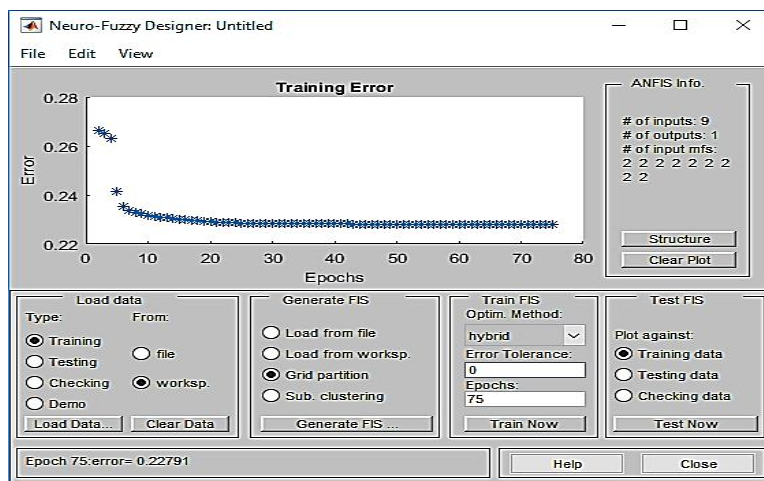 Neuro-Fuzzy Designer: Untitled
File Edit View
Training Error
0.28
0.26
0.24
0.22
Error
0 10 20 30 40 50 60 70 80
Epochs
ANFIS Info.
# of inputs: 9
# of outputs: 1
# of input mfs:
2 2 2 2 2 2 2
2 2
Structure
Clear Plot
Load data
Type: From:
Training
Testing
Checking
Demo
file
worksp.
Load Data... Clear Data
Generate FIS
Load from file
Load from worksp.
Grid partition
Sub. clustering
Generate FIS ...
Train FIS
Optim. Method:
hybrid
Error Tolerance:
0
Epochs:
75
Train Now
Test FIS
Plot against:
Training data
Testing data
Checking data
Test Now
Epoch 75:error= 0.22791
Help Close